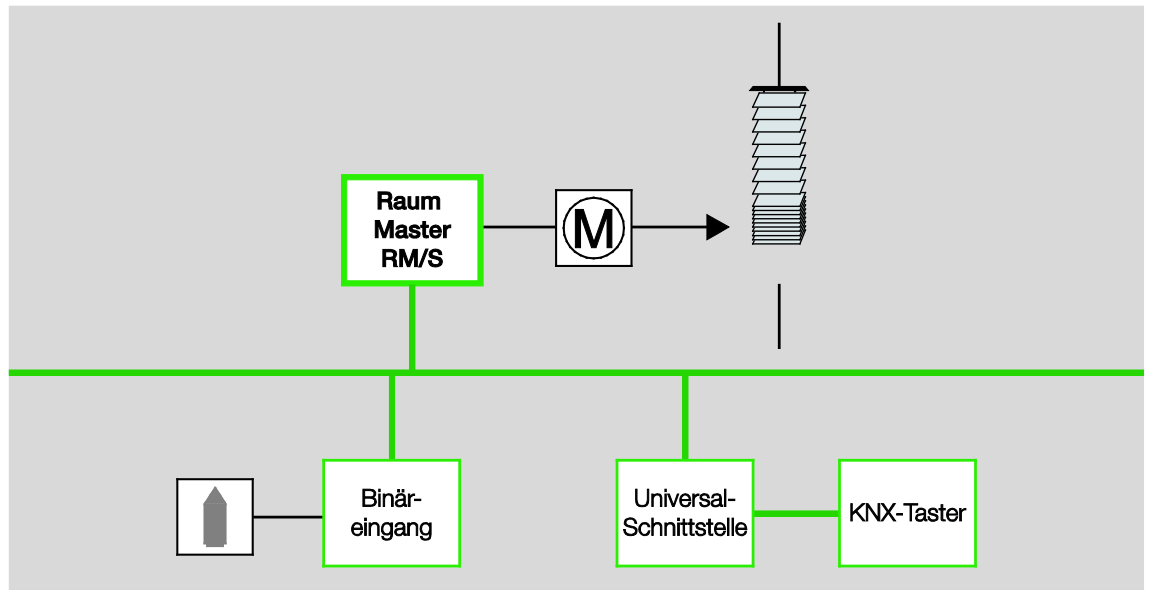 Raum
Master
RM/S
M
Binär-
eingang
Universal-
Schnittstelle
KNX-Taster